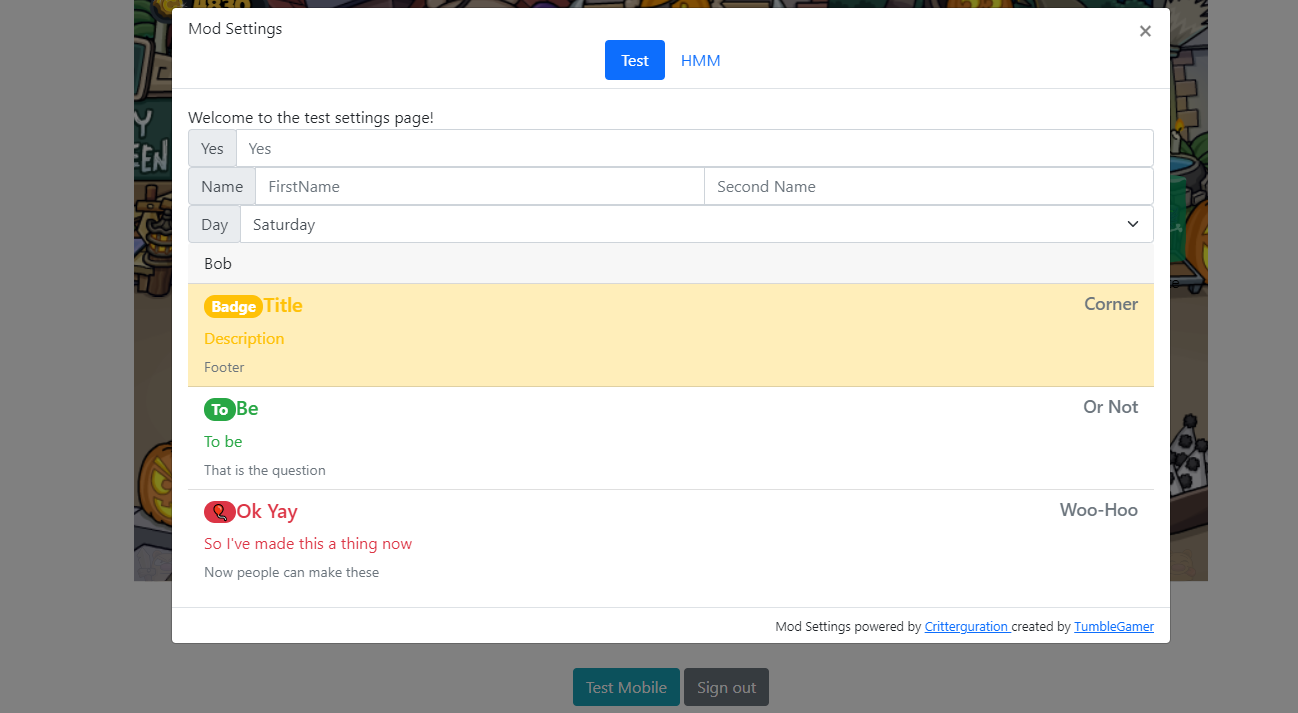 4830
Mod Settings
×
Test HMM
Welcome to the test settings page!
Yes Yes
Name FirstName Second Name
Day Saturday
Bob
Badge Title Corner
Description
Footer
To Be Or Not
To be
That is the question
Ok Yay Woo-Hoo
So I've made this a thing now
Now people can make these
Mod Settings powered by Critterguration created by TumbleGamer
Test Mobile Sign out